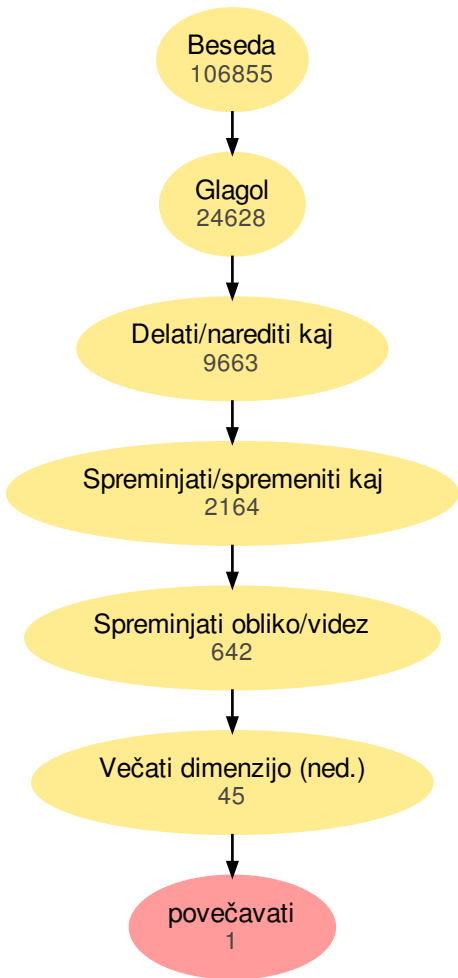 Beseda
106855
Glagol
24628
Delati/narediti kaj
9663
Spreminjati/spremeniti kaj
2164
Spreminjati obliko/videz
642
Večati dimenzijo (ned.)
45
povečavati
1